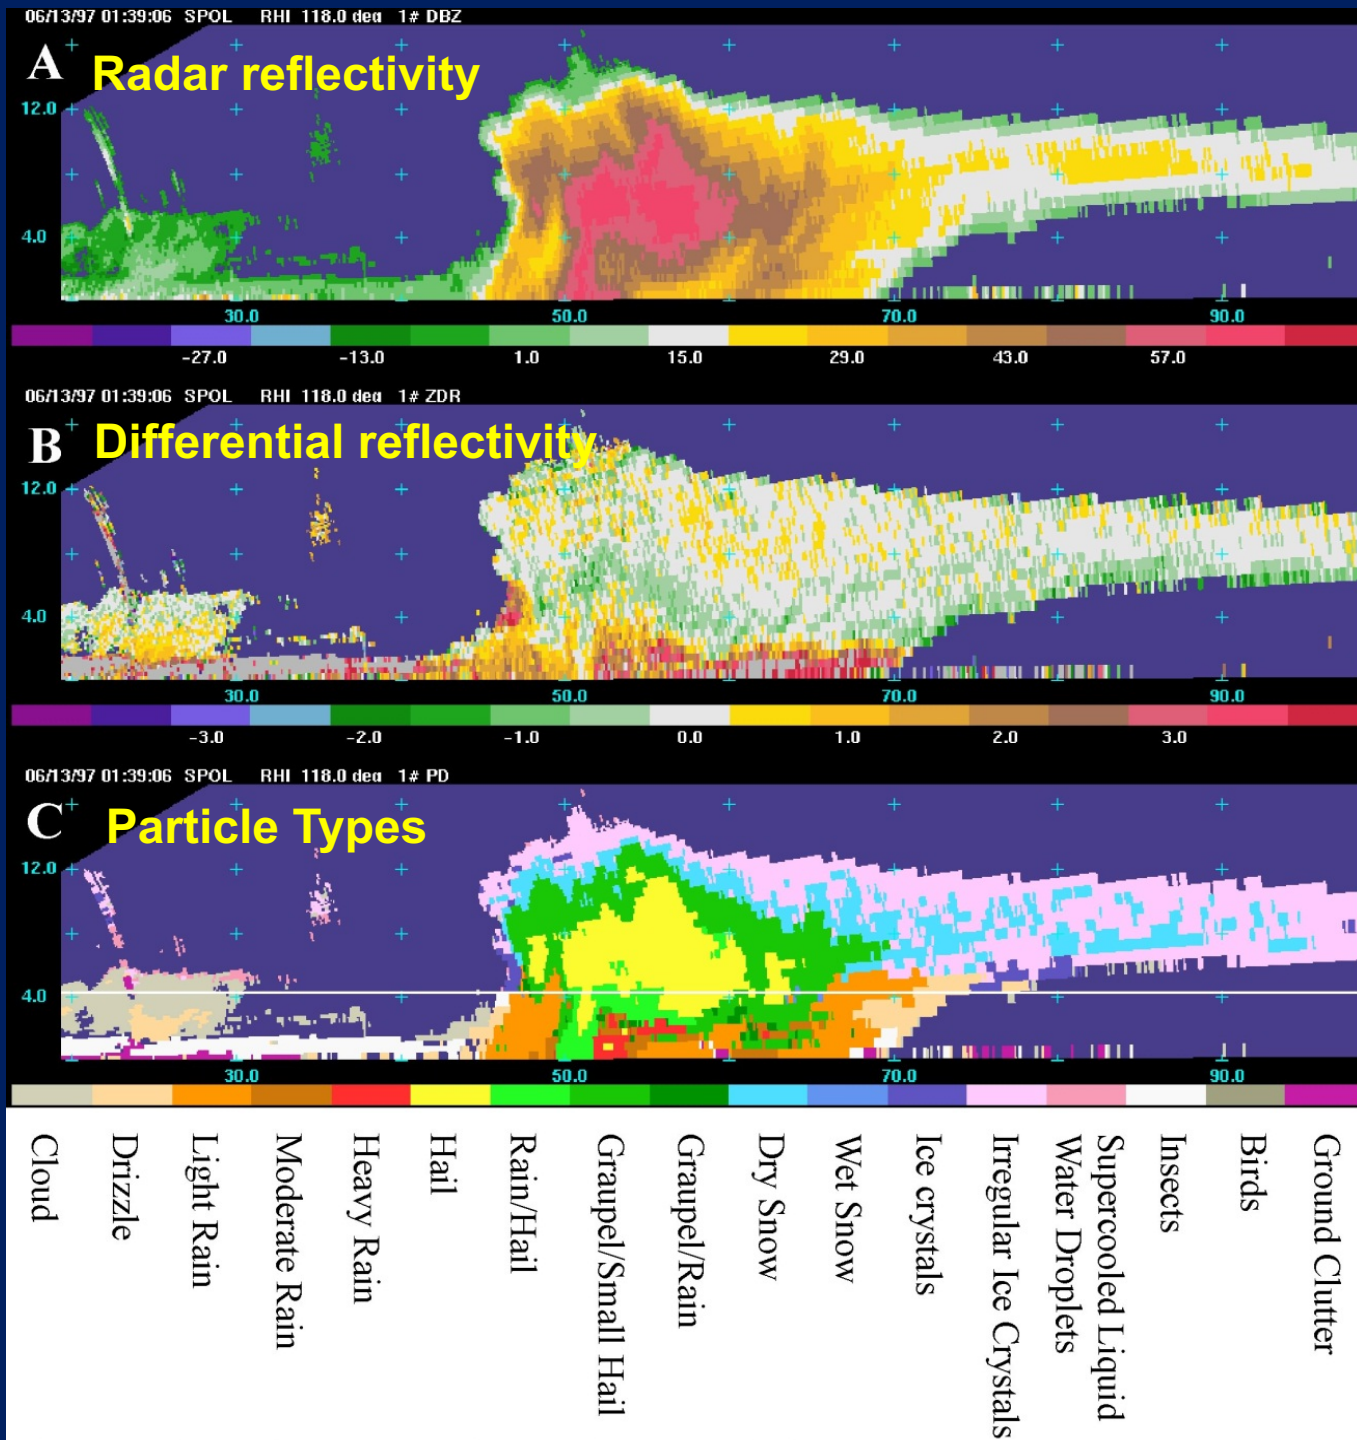 06/13/97 01:39:06 SPOL RHI 118.0 deg 1# DBZ
A Radar reflectivity
12.0
4.0
30.0 50.0 70.0 90.0
-27.0 -13.0 1.0 15.0 29.0 43.0 57.0
06/13/97 01:39:06 SPOL RHI 118.0 deg 1# ZDR
B Differential reflectivity
12.0
4.0
30.0 50.0 70.0 90.0
-3.0 -2.0 -1.0 0.0 1.0 2.0 3.0
06/13/97 01:39:06 SPOL RHI 118.0 deg 1# PD
C Particle Types
12.0
4.0
30.0 50.0 70.0 90.0
Cloud
Drizzle
Light Rain
Moderate Rain
Heavy Rain
Hail
Rain/Hail
Graupel/Small Hail
Graupel/Rain
Dry Snow
Wet Snow
Ice crystals
Irregular Ice Crystals
Supercooled Liquid
Water Droplets
Insects
Birds
Ground Clutter